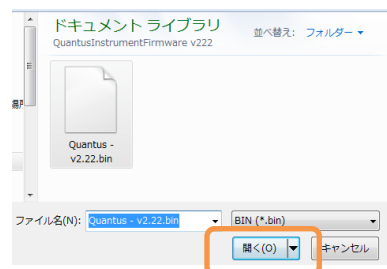 ドキュメント ライブラリ
並べ替え: フォルダー ▼
QuantusInstrumentFirmware v222
Quantus -
v2.22.bin
ファイル名(N): Quantus - v2.22.bin
BIN (*.bin)
開く(O)
キャンセル